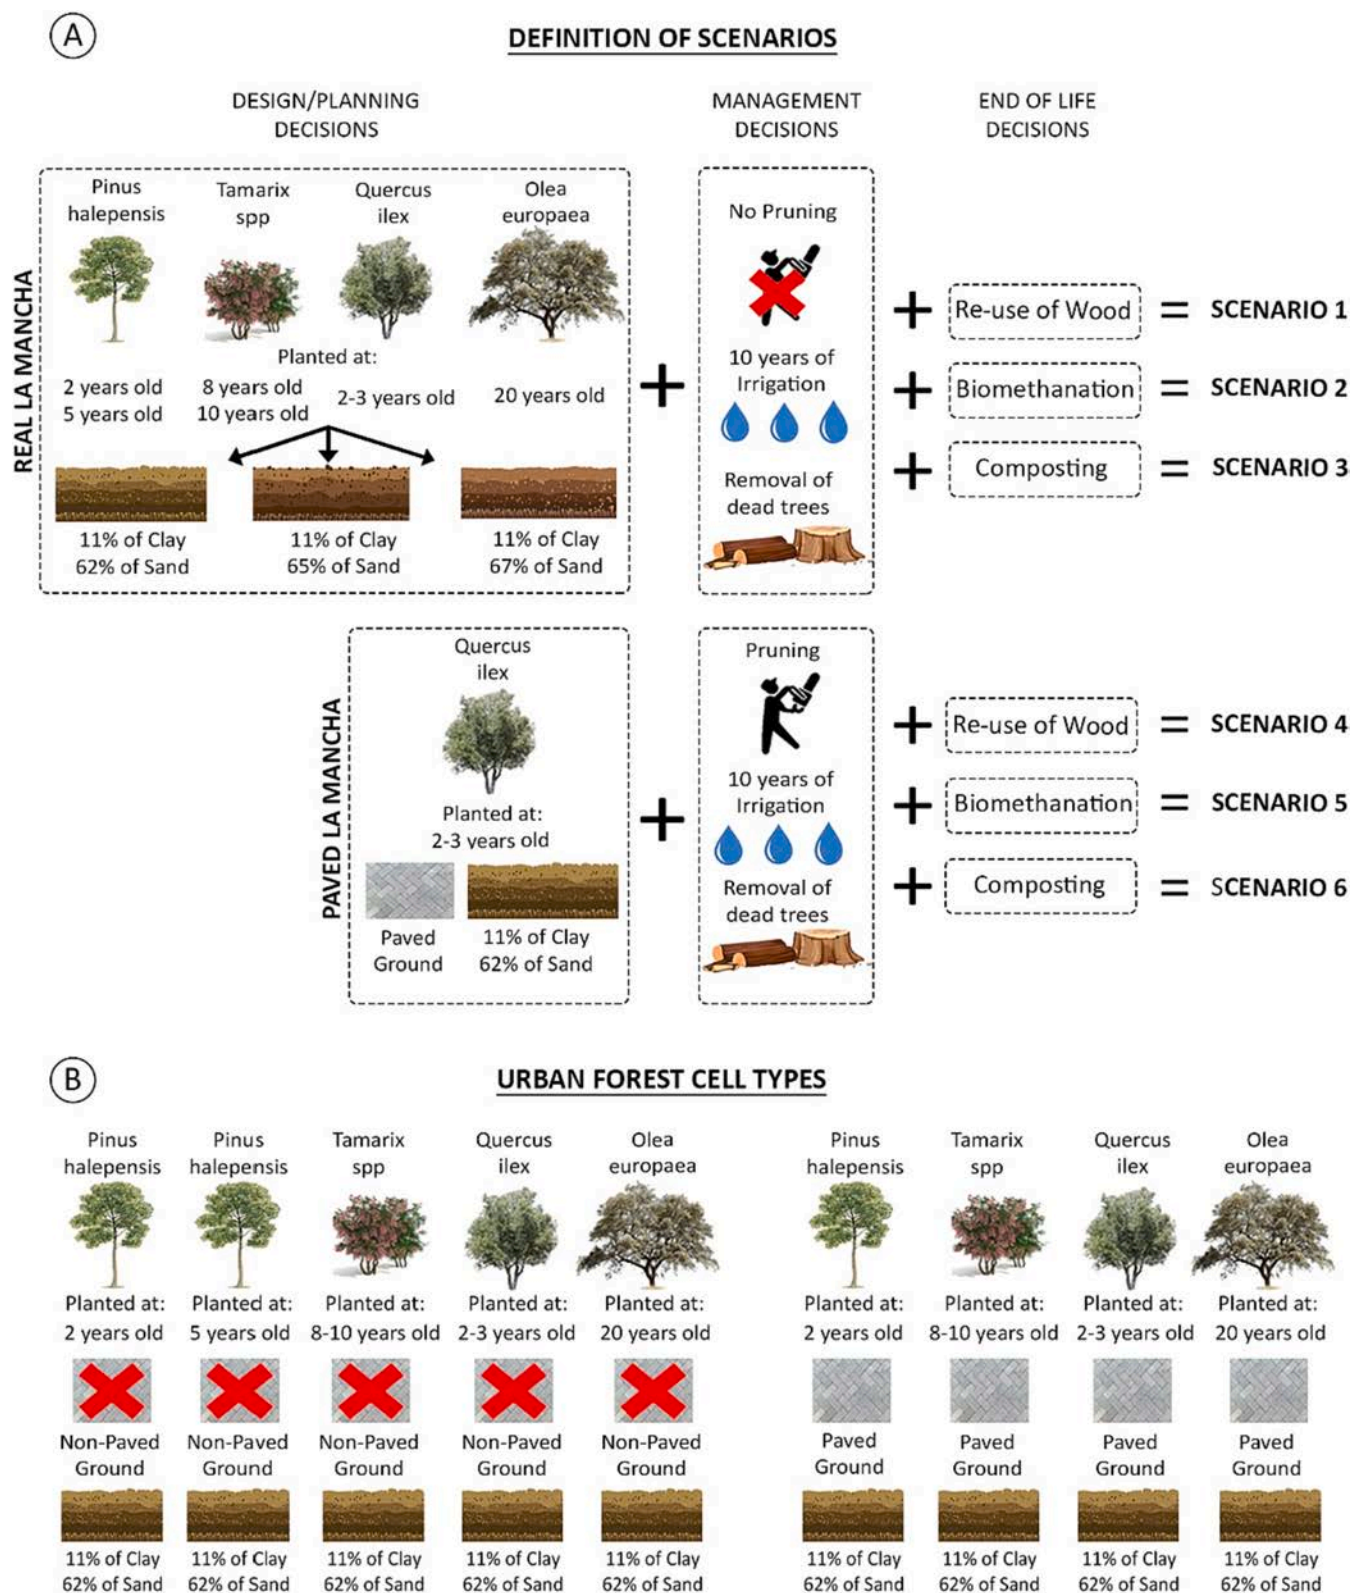 A
DEFINITION OF SCENARIOS
DESIGN/PLANNING
DECISIONS
MANAGEMENT
DECISIONS
END OF LIFE
DECISIONS
REAL LA MANCHA
Pinus
halepensis
Tamarix
spp
Quercus
ilex
Olea
europaea
Planted at:
2 years old
5 years old
8 years old
10 years old
2-3 years old
20 years old
11% of Clay
62% of Sand
11% of Clay
65% of Sand
11% of Clay
67% of Sand
+
No Pruning
10 years of
Irrigation
Removal of
dead trees
+ Re-use of Wood = SCENARIO 1
+ Biomethanation = SCENARIO 2
+ Composting = SCENARIO 3
PAVED LA MANCHA
Quercus
ilex
Planted at:
2-3 years old
Paved
Ground
11% of Clay
62% of Sand
+
Pruning
10 years of
Irrigation
Removal of
dead trees
+ Re-use of Wood = SCENARIO 4
+ Biomethanation = SCENARIO 5
+ Composting = SCENARIO 6
B
URBAN FOREST CELL TYPES
Pinus
halepensis
Planted at:
2 years old
Non-Paved
Ground
11% of Clay
62% of Sand
Pinus
halepensis
Planted at:
5 years old
Non-Paved
Ground
11% of Clay
62% of Sand
Tamarix
spp
Planted at:
8-10 years old
Non-Paved
Ground
11% of Clay
62% of Sand
Quercus
ilex
Planted at:
2-3 years old
Non-Paved
Ground
11% of Clay
62% of Sand
Olea
europaea
Planted at:
20 years old
Non-Paved
Ground
11% of Clay
62% of Sand
Pinus
halepensis
Planted at:
2 years old
Paved
Ground
11% of Clay
62% of Sand
Tamarix
spp
Planted at:
8-10 years old
Paved
Ground
11% of Clay
62% of Sand
Quercus
ilex
Planted at:
2-3 years old
Paved
Ground
11% of Clay
62% of Sand
Olea
europaea
Planted at:
20 years old
Paved
Ground
11% of Clay
62% of Sand